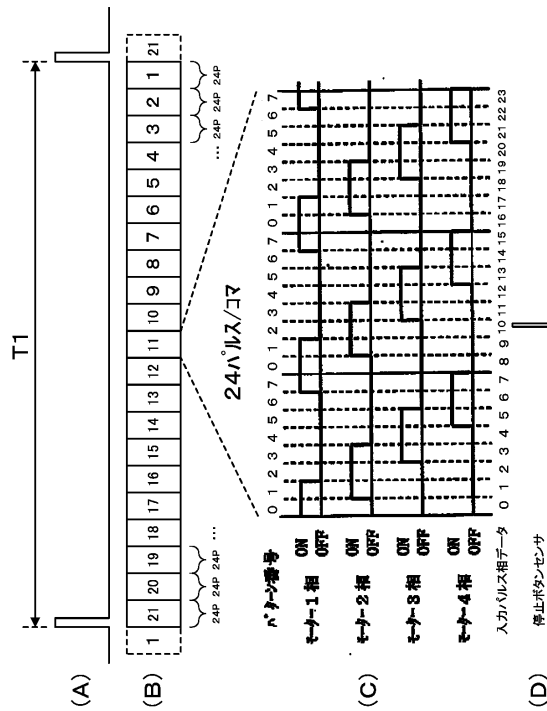 T1
(A)
(B)
1 21 20 19 18 17 16 15 14 13 12 11 10 9 8 7 6 5 4 3 2 1 21
24P 24P 24P … … 24P 24P 24P
24パルス/コマ
(C)
パターン番号 0 1 2 3 4 5 6 7 0 1 2 3 4 5 6 7 0 1 2 3 4 5 6 7
モーター1相 ON
OFF
モーター2相 ON
OFF
モーター3相 ON
OFF
モーター4相 ON
OFF
入力パルス相データ 0 1 2 3 4 5 6 7 8 9 10 11 12 13 14 15 16 17 18 19 20 21 22 23
(D)
停止ボタンセンサ